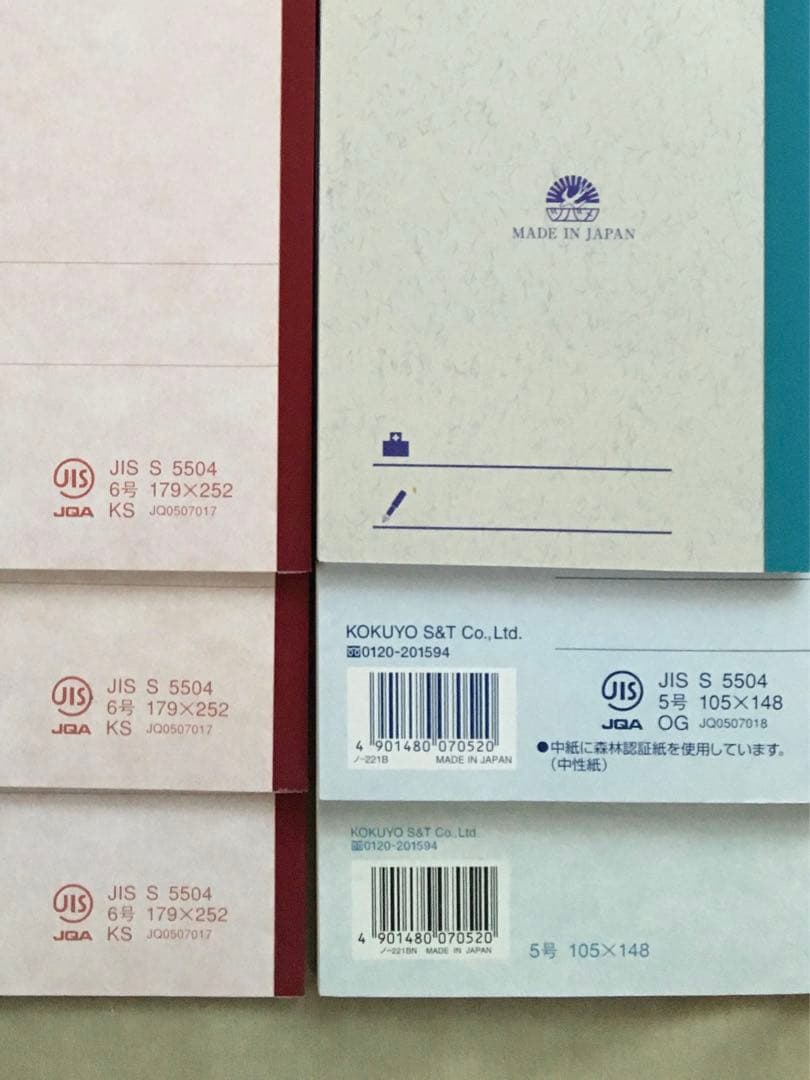 JIS S 5504
6号 179×252
JQA KS JQ0507017
JIS S 5504
6号 179×252
JQA KS JQ0507017
JIS S 5504
6号 179×252
JQA KS JQ0507017
ツバメ
MADE IN JAPAN
KOKUYO S&T Co.,Ltd.
0120-201594
4 901480 070520
ノ-221B MADE IN JAPAN
JIS S 5504
5号 105×148
JQA OG JQ0507018
●中紙に森林認証紙を使用しています。
(中性紙)
KOKUYO S&T Co.,Ltd.
0120-201594
4 901480 070520
ノ-221BN MADE IN JAPAN
5号 105×148